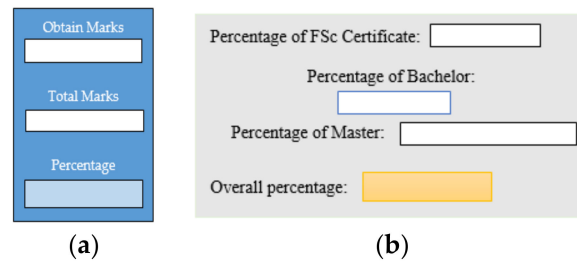 Obtain Marks
Total Marks
Percentage
(a)
Percentage of FSc Certificate:
Percentage of Bachelor:
Percentage of Master:
Overall percentage:
(b)